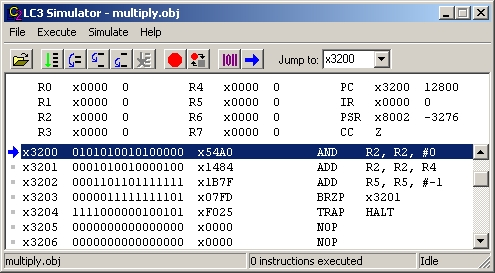 LC3 Simulator - multiply.obj
File Execute Simulate Help
Jump to: x3200
R0 x0000 0 R4 x0000 0 PC x3200 12800
R1 x0000 0 R5 x0000 0 IR x0000 0
R2 x0000 0 R6 x0000 0 PSR x8002 -3276
R3 x0000 0 R7 x0000 0 CC Z
x3200 0101010010100000 x54A0 AND R2, R2, #0
x3201 0001010010000100 x1484 ADD R2, R2, R4
x3202 0001101101111111 x1B7F ADD R5, R5, #-1
x3203 0000011111111101 x07FD BRZP x3201
x3204 1111000000100101 xF025 TRAP HALT
x3205 0000000000000000 x0000 NOP
x3206 0000000000000000 x0000 NOP
multiply.obj 0 instructions executed Idle